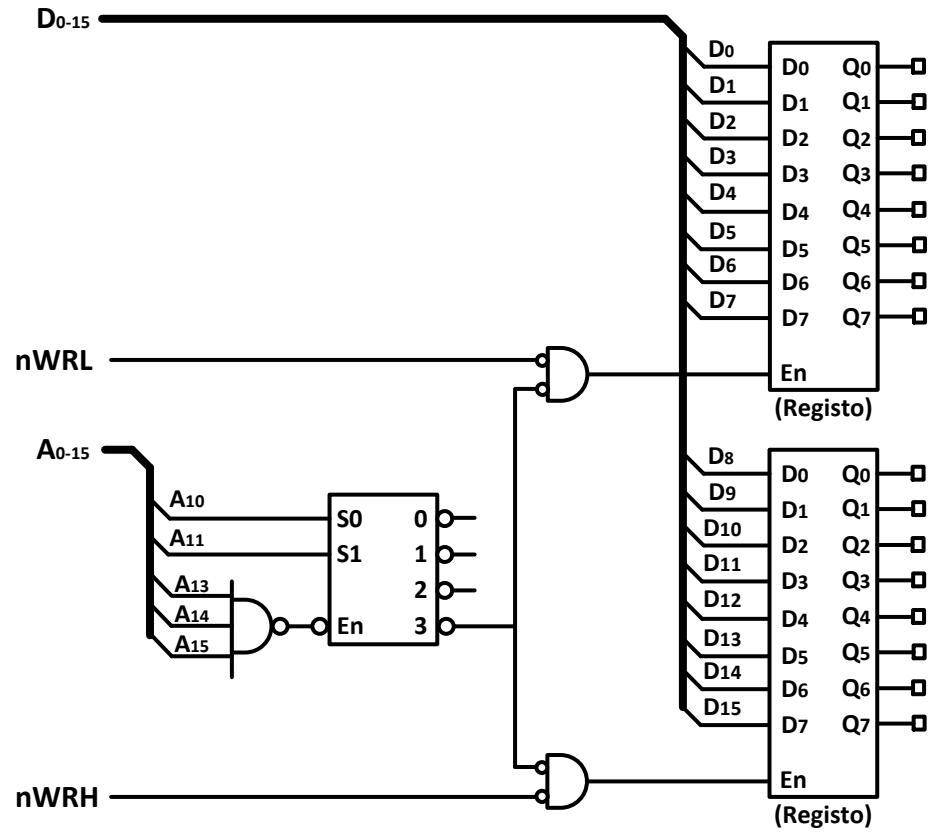 D0-15
D0
D1
D2
D3
D4
D5
D6
D7
D0 Q0
D1 Q1
D2 Q2
D3 Q3
D4 Q4
D5 Q5
D6 Q6
D7 Q7
En
(Registo)
nWRL
A0-15
A10
A11
A13
A14
A15
S0 0
S1 1
2
En 3
D8
D9
D10
D11
D12
D13
D14
D15
D0 Q0
D1 Q1
D2 Q2
D3 Q3
D4 Q4
D5 Q5
D6 Q6
D7 Q7
En
(Registo)
nWRH